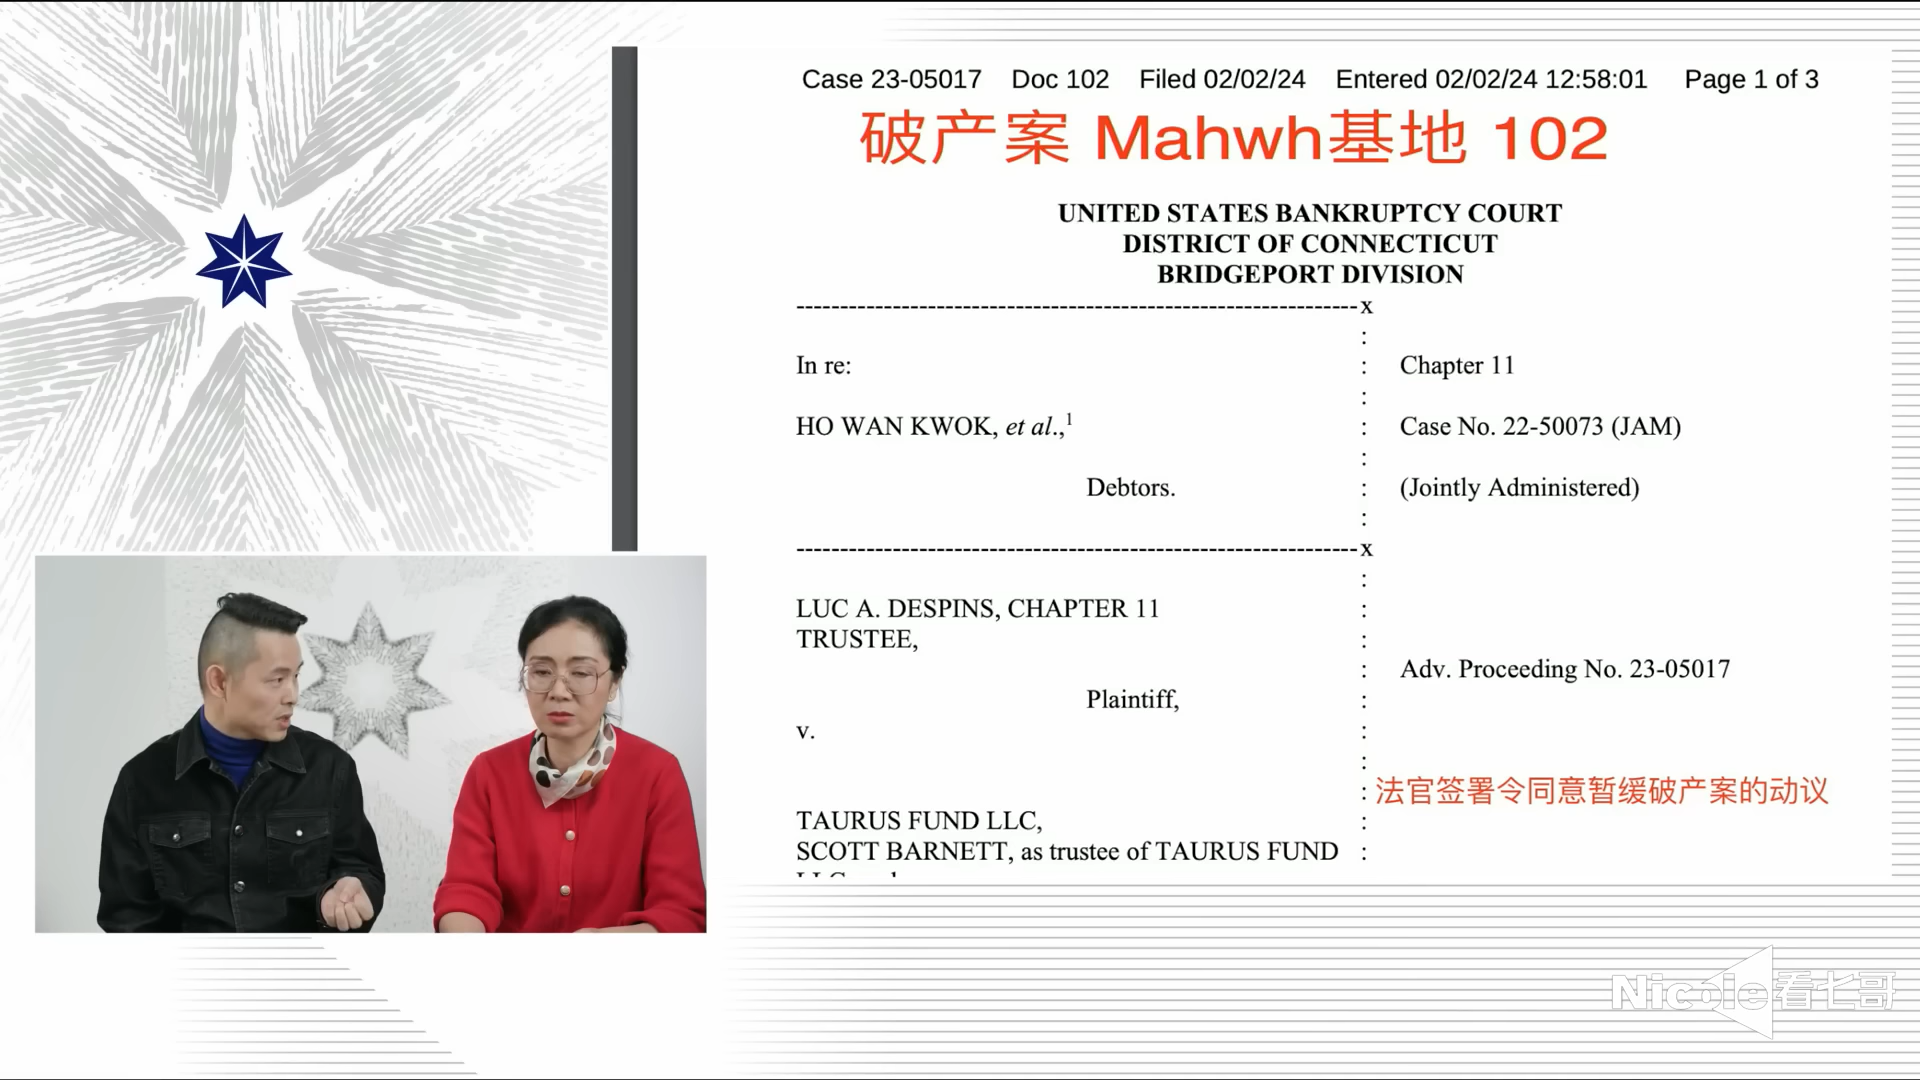 Case 23-05017 Doc 102 Filed 02/02/24 Entered 02/02/24 12:58:01 Page 1 of 3
破产案 Mahwh基地 102
UNITED STATES BANKRUPTCY COURT
DISTRICT OF CONNECTICUT
BRIDGEPORT DIVISION
----------------------------------------------------------------x
In re: : Chapter 11
HO WAN KWOK, et al.,1 : Case No. 22-50073 (JAM)
Debtors. : (Jointly Administered)
----------------------------------------------------------------x
LUC A. DESPINS, CHAPTER 11 :
TRUSTEE, :
: Adv. Proceeding No. 23-05017
Plaintiff, :
v. :
: 法官签署令同意暂缓破产案的动议
TAURUS FUND LLC, :
SCOTT BARNETT, as trustee of TAURUS FUND :
Nicole看七哥